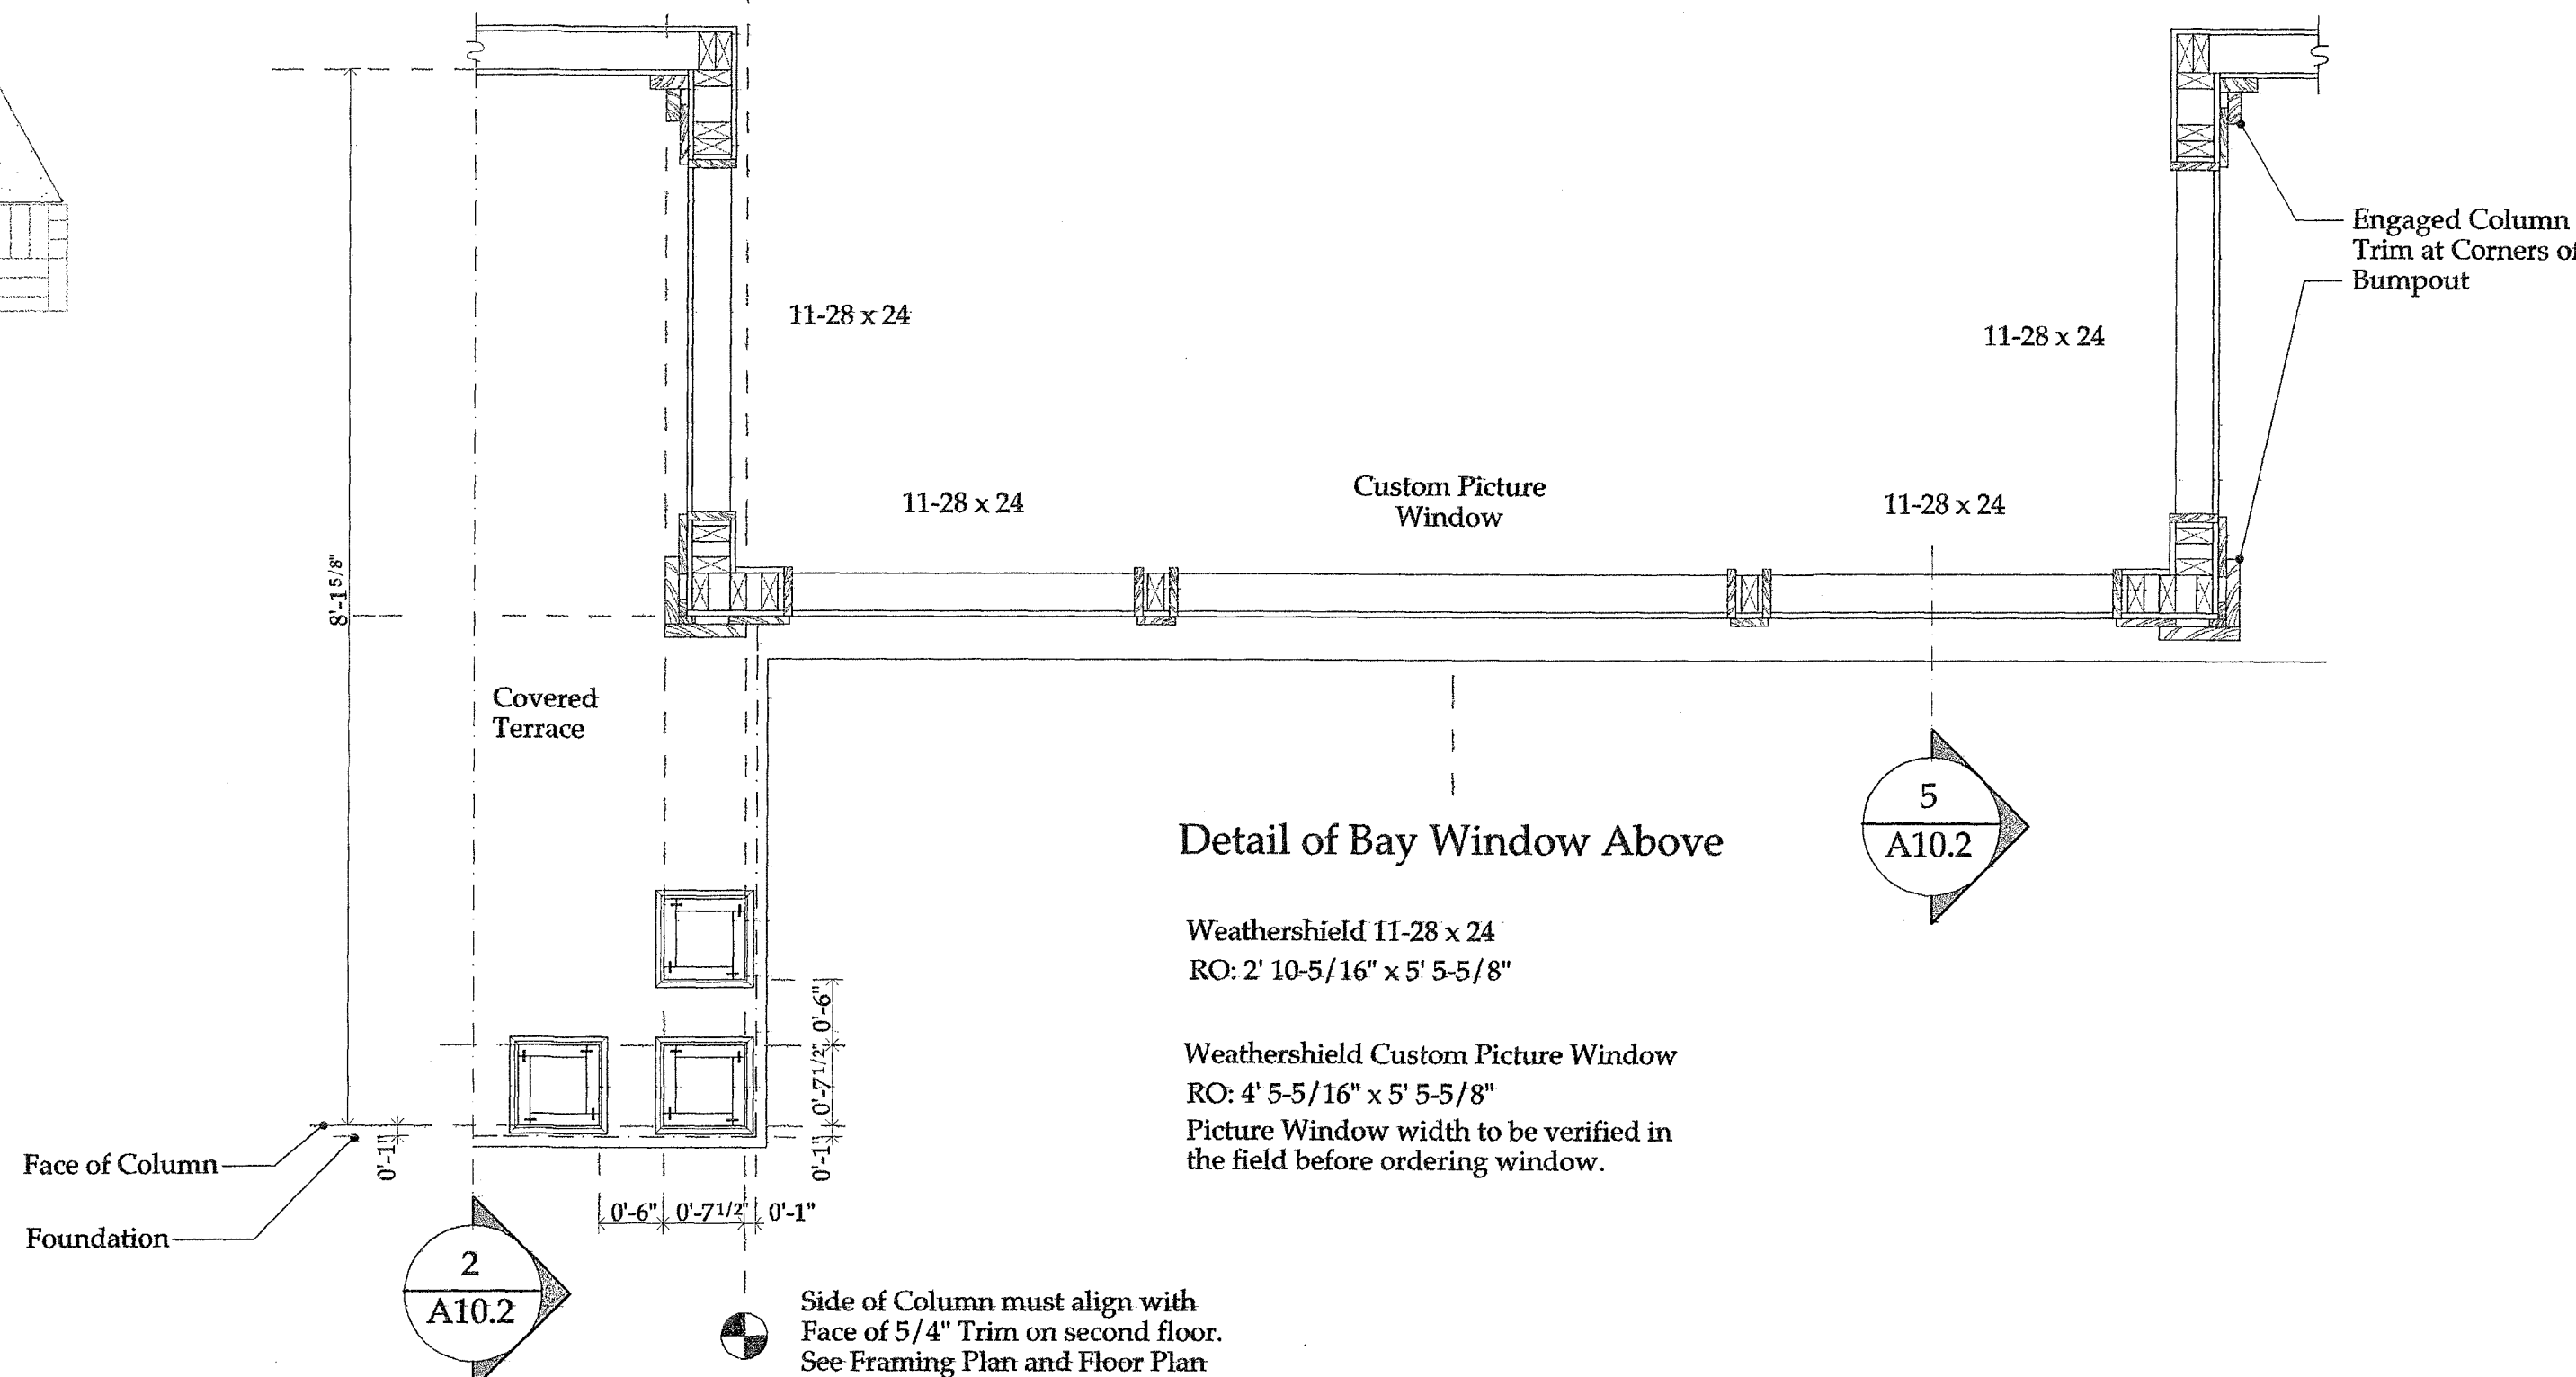 Engaged Column
Trim at Corners of
Bumpout
11-28 x 24
11-28 x 24
11-28 x 24
Custom Picture
Window
11-28 x 24
8'-1 5/8"
Covered
Terrace
Detail of Bay Window Above
5
A10.2
Weathershield 11-28 x 24
RO: 2' 10-5/16" x 5' 5-5/8"
Weathershield Custom Picture Window
RO: 4' 5-5/16" x 5' 5-5/8"
Picture Window width to be verified in
the field before ordering window.
0'-6"
0'-7 1/2"
0'-1"
Face of Column
0'-1"
Foundation
0'-6"
0'-7 1/2"
0'-1"
2
A10.2
Side of Column must align with
Face of 5/4" Trim on second floor.
See Framing Plan and Floor Plan